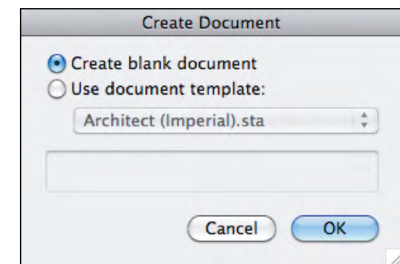 Create Document
Create blank document
Use document template:
Architect (Imperial).sta
Cancel OK